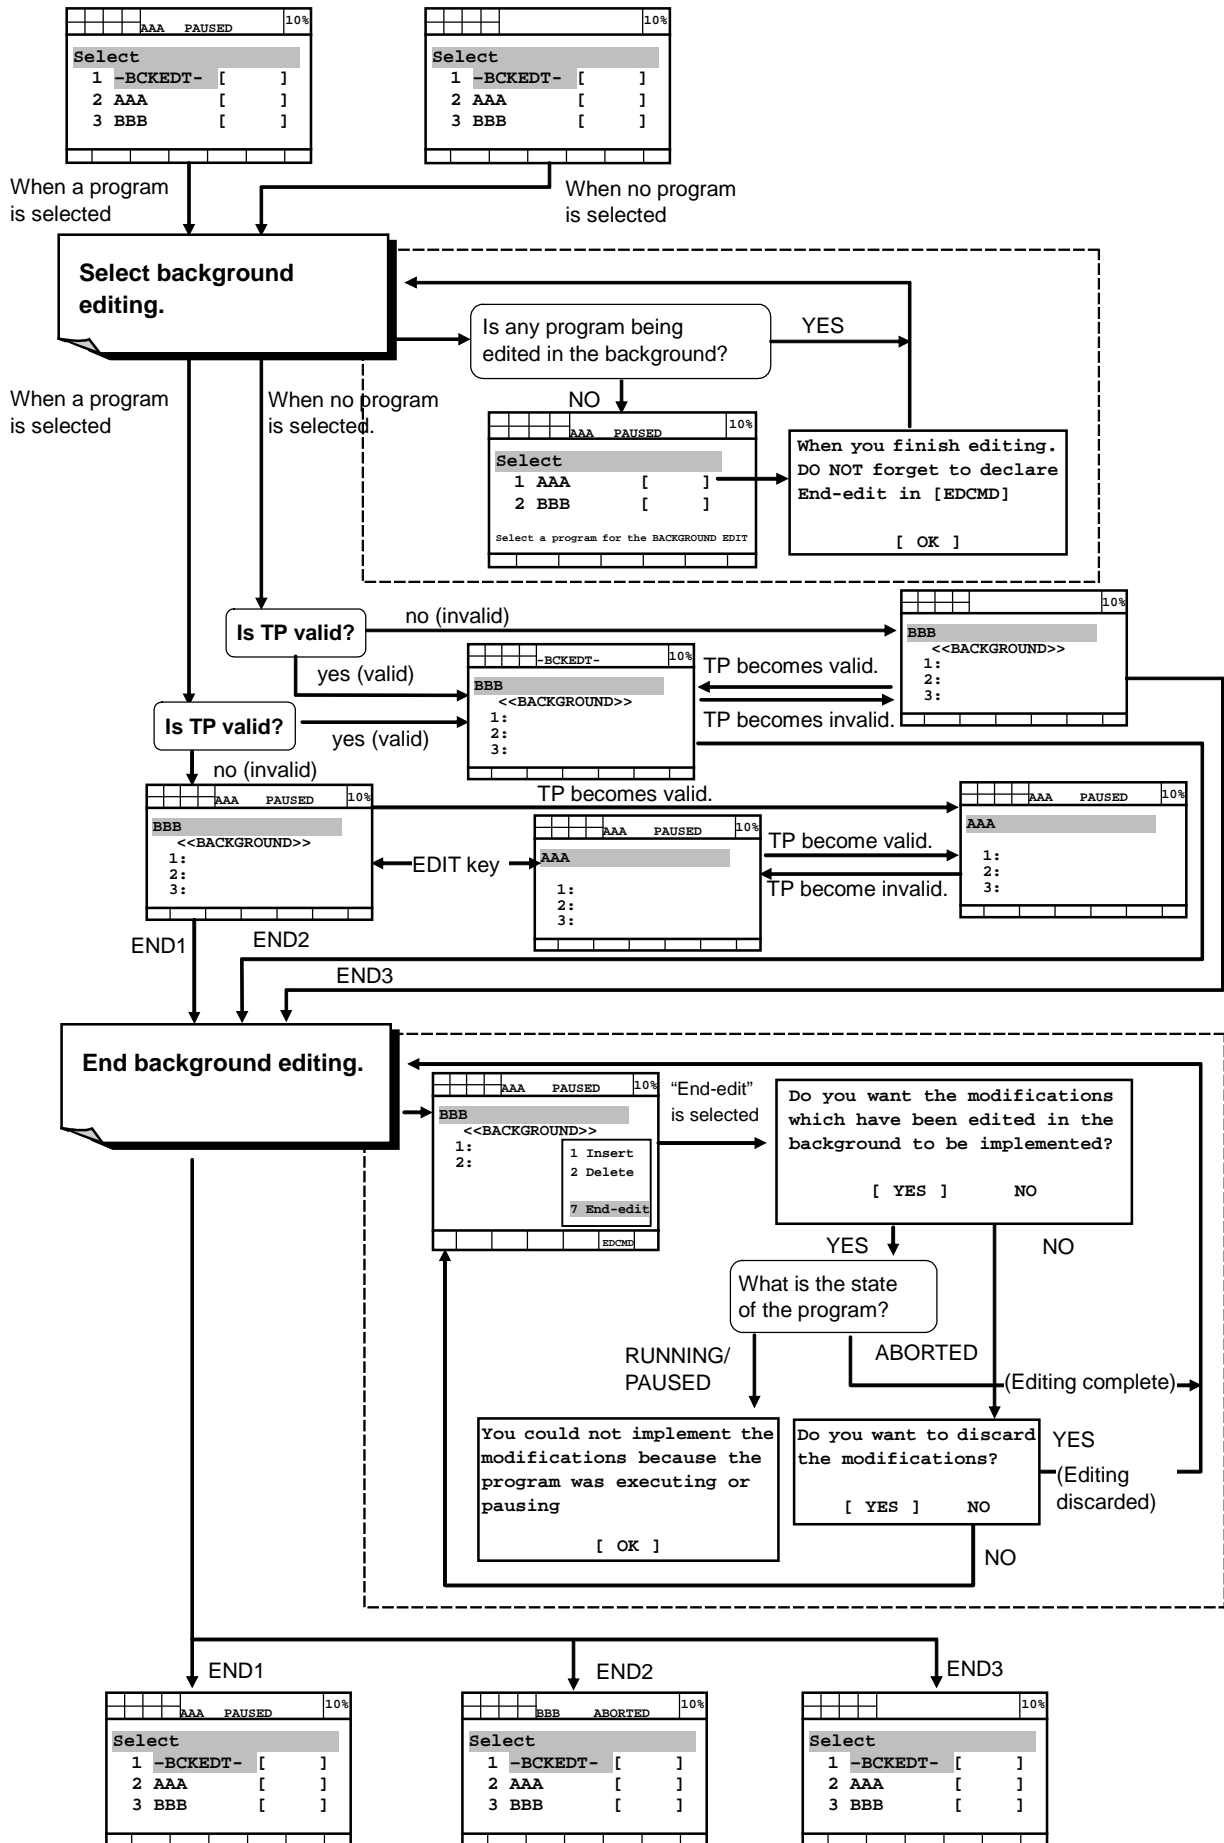 AAA PAUSED 10%
Select
1 –BCKEDT- [ ]
2 AAA [ ]
3 BBB [ ]
10%
Select
1 –BCKEDT- [ ]
2 AAA [ ]
3 BBB [ ]
When a program
is selected
When no program
is selected
Select background
editing.
Is any program being
edited in the background?
YES
NO
When a program
is selected
When no program
is selected.
AAA PAUSED 10%
Select
1 AAA [ ]
2 BBB [ ]
Select a program for the BACKGROUND EDIT
When you finish editing.
DO NOT forget to declare
End-edit in [EDCMD]
[ OK ]
Is TP valid?
no (invalid)
yes (valid)
10%
BBB
<<BACKGROUND>>
1:
2:
3:
-BCKEDT- 10%
BBB
<<BACKGROUND>>
1:
2:
3:
TP becomes valid.
TP becomes invalid.
Is TP valid?
yes (valid)
no (invalid)
AAA PAUSED 10%
BBB
<<BACKGROUND>>
1:
2:
3:
TP becomes valid.
EDIT key
AAA PAUSED 10%
AAA
1:
2:
3:
TP become valid.
TP become invalid.
AAA PAUSED 10%
AAA
1:
2:
3:
END1
END2
END3
End background editing.
AAA PAUSED 10%
BBB
<<BACKGROUND>>
1:
2:
1 Insert
2 Delete
7 End-edit
EDCMD
“End-edit”
is selected
Do you want the modifications
which have been edited in the
background to be implemented?
[ YES ] NO
YES
NO
What is the state
of the program?
RUNNING/
PAUSED
ABORTED
(Editing complete)
You could not implement the
modifications because the
program was executing or
pausing
[ OK ]
Do you want to discard
the modifications?
[ YES ] NO
YES
(Editing
discarded)
NO
END1
END2
END3
AAA PAUSED 10%
Select
1 –BCKEDT- [ ]
2 AAA [ ]
3 BBB [ ]
BBB ABORTED 10%
Select
1 –BCKEDT- [ ]
2 AAA [ ]
3 BBB [ ]
10%
Select
1 –BCKEDT- [ ]
2 AAA [ ]
3 BBB [ ]